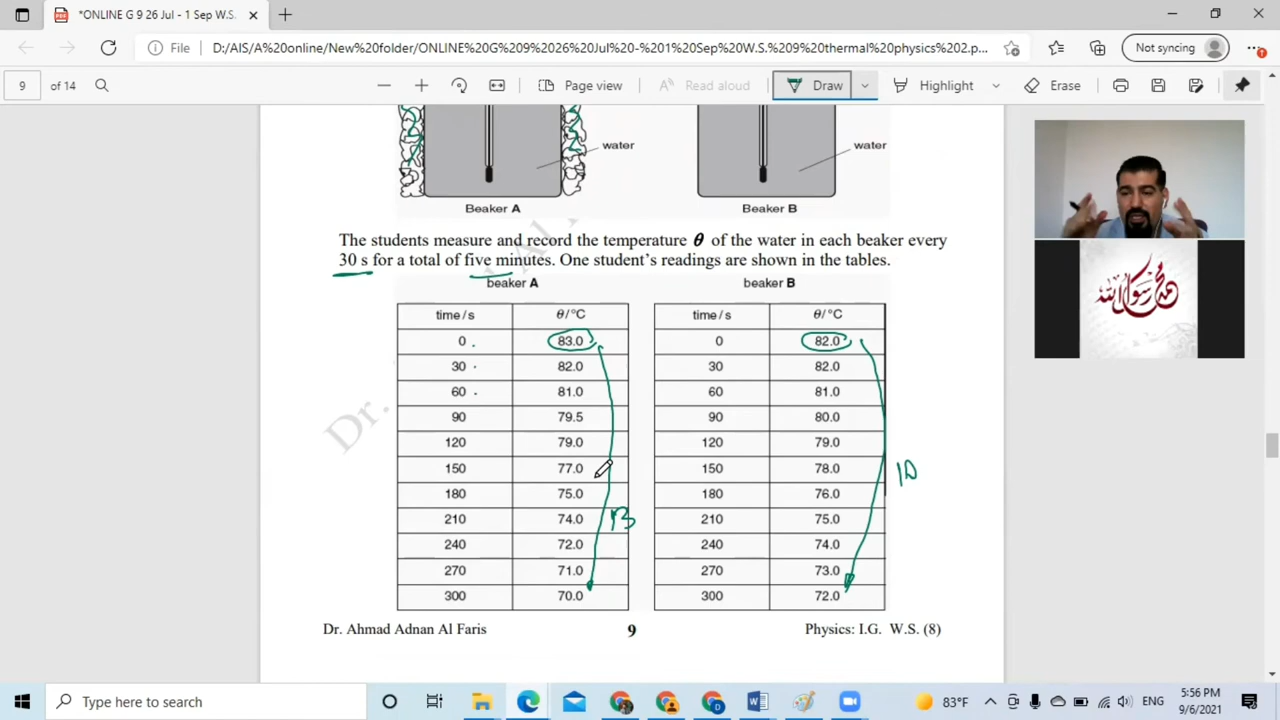 *ONLINE G 9 26 Jul - 1 Sep W.S.
File D:/AIS/A%20online/New%20folder/ONLINE%20G%209%2026%20Jul%20-%201%20Sep%20W.S.%209%20thermal%20physics%202.p... Not syncing
9 of 14 Page view Read aloud Draw Highlight Erase
water water
Beaker A Beaker B
The students measure and record the temperature θ of the water in each beaker every
30 s for a total of five minutes. One student's readings are shown in the tables.
beaker A beaker B
time / s θ/°C time / s θ/°C
0 83.0 0 82.0
30 82.0 30 82.0
60 81.0 60 81.0
90 79.5 90 80.0
120 79.0 120 79.0
150 77.0 150 78.0
10
180 75.0 180 76.0
210 74.0 210 75.0
13
240 72.0 240 74.0
270 71.0 270 73.0
300 70.0 300 72.0
Dr.
Dr. Ahmad Adnan Al Faris 9 Physics: I.G. W.S. (8)
محمد رسول الله
Type here to search 83°F ENG 5:56 PM
9/6/2021